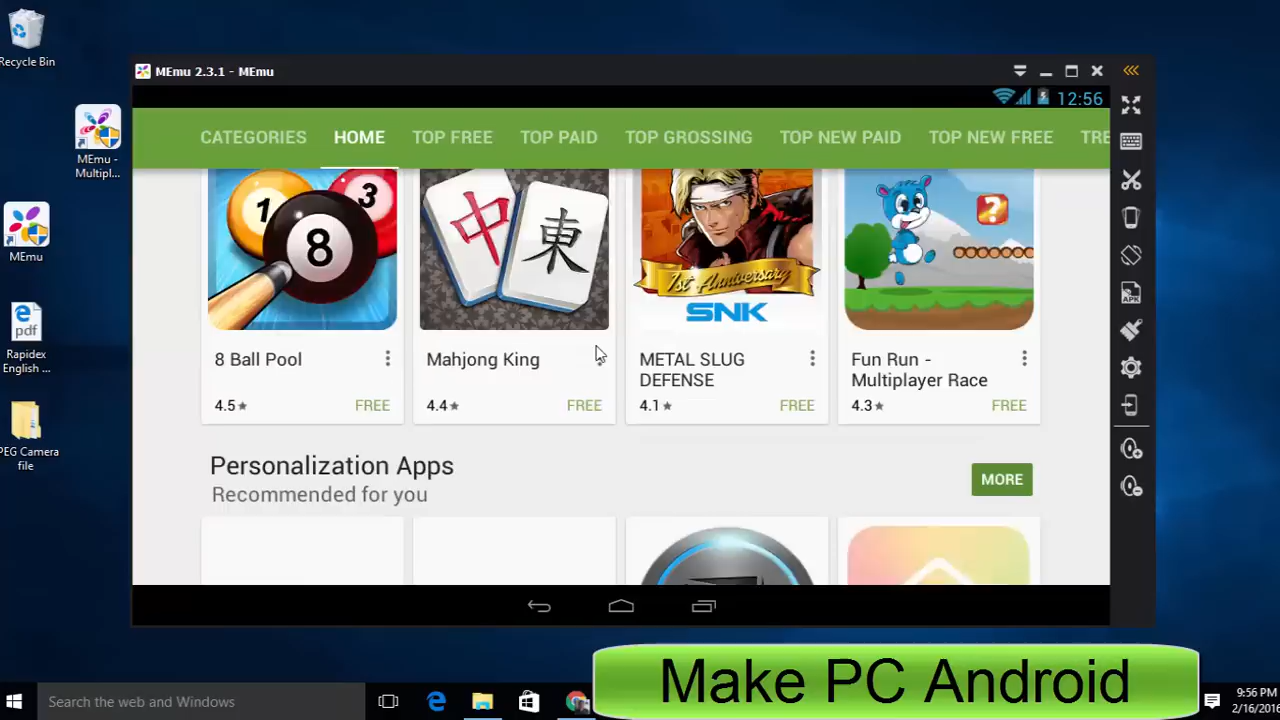 Recycle Bin
MEmu -
Multipl...
MEmu
pdf
Rapidex
English ...
PEG Camera
file
MEmu 2.3.1 - MEmu
12:56
CATEGORIES HOME TOP FREE TOP PAID TOP GROSSING TOP NEW PAID TOP NEW FREE TRE
1 3 8
中 東
1st Anniversary
SNK
?
8 Ball Pool
4.5★ FREE
Mahjong King
4.4★ FREE
METAL SLUG
DEFENSE
4.1★ FREE
Fun Run -
Multiplayer Race
4.3★ FREE
Personalization Apps
Recommended for you
MORE
APK
Search the web and Windows
Make PC Android
9:56 PM
2/16/2016